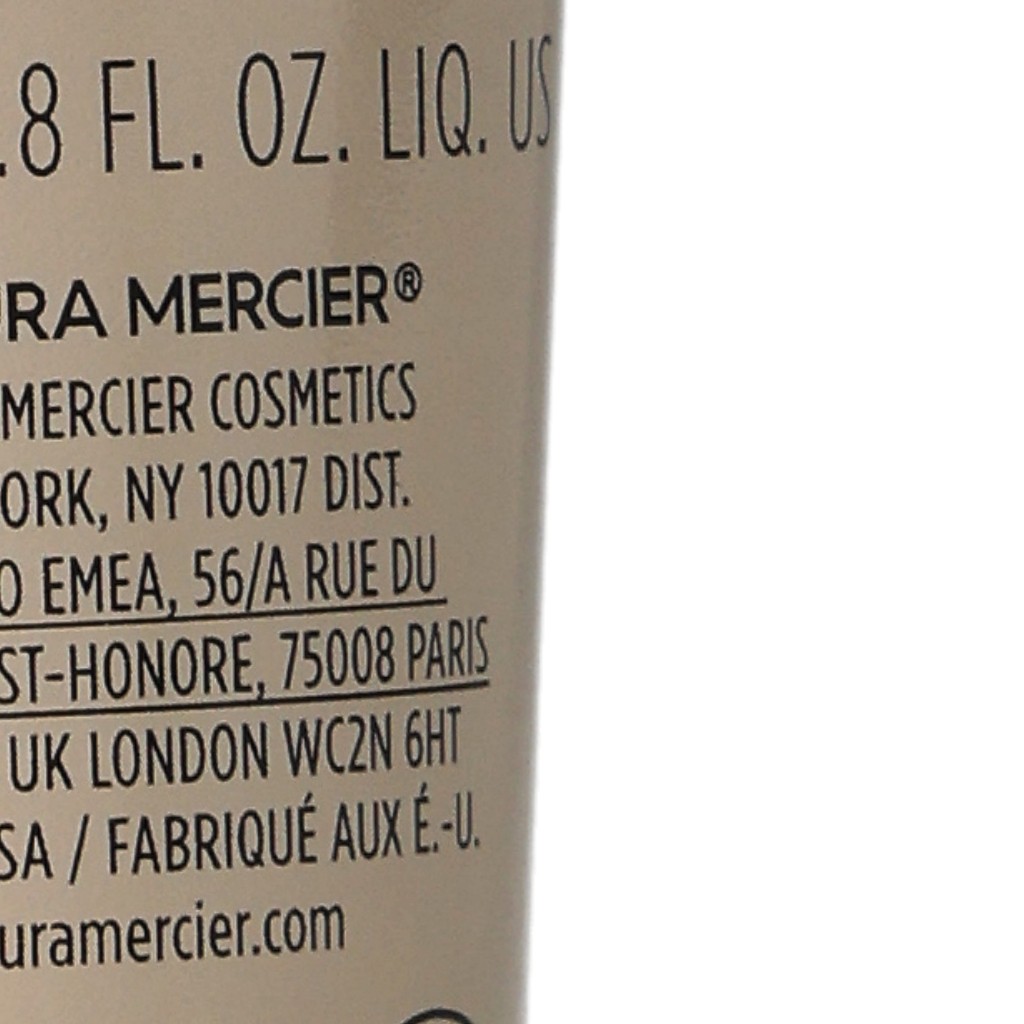 .8 FL. OZ. LIQ. US
URA MERCIER®
MERCIER COSMETICS
ORK, NY 10017 DIST.
O EMEA, 56/A RUE DU
ST-HONORE, 75008 PARIS
UK LONDON WC2N 6HT
SA / FABRIQUÉ AUX É.-U.
uramercier.com